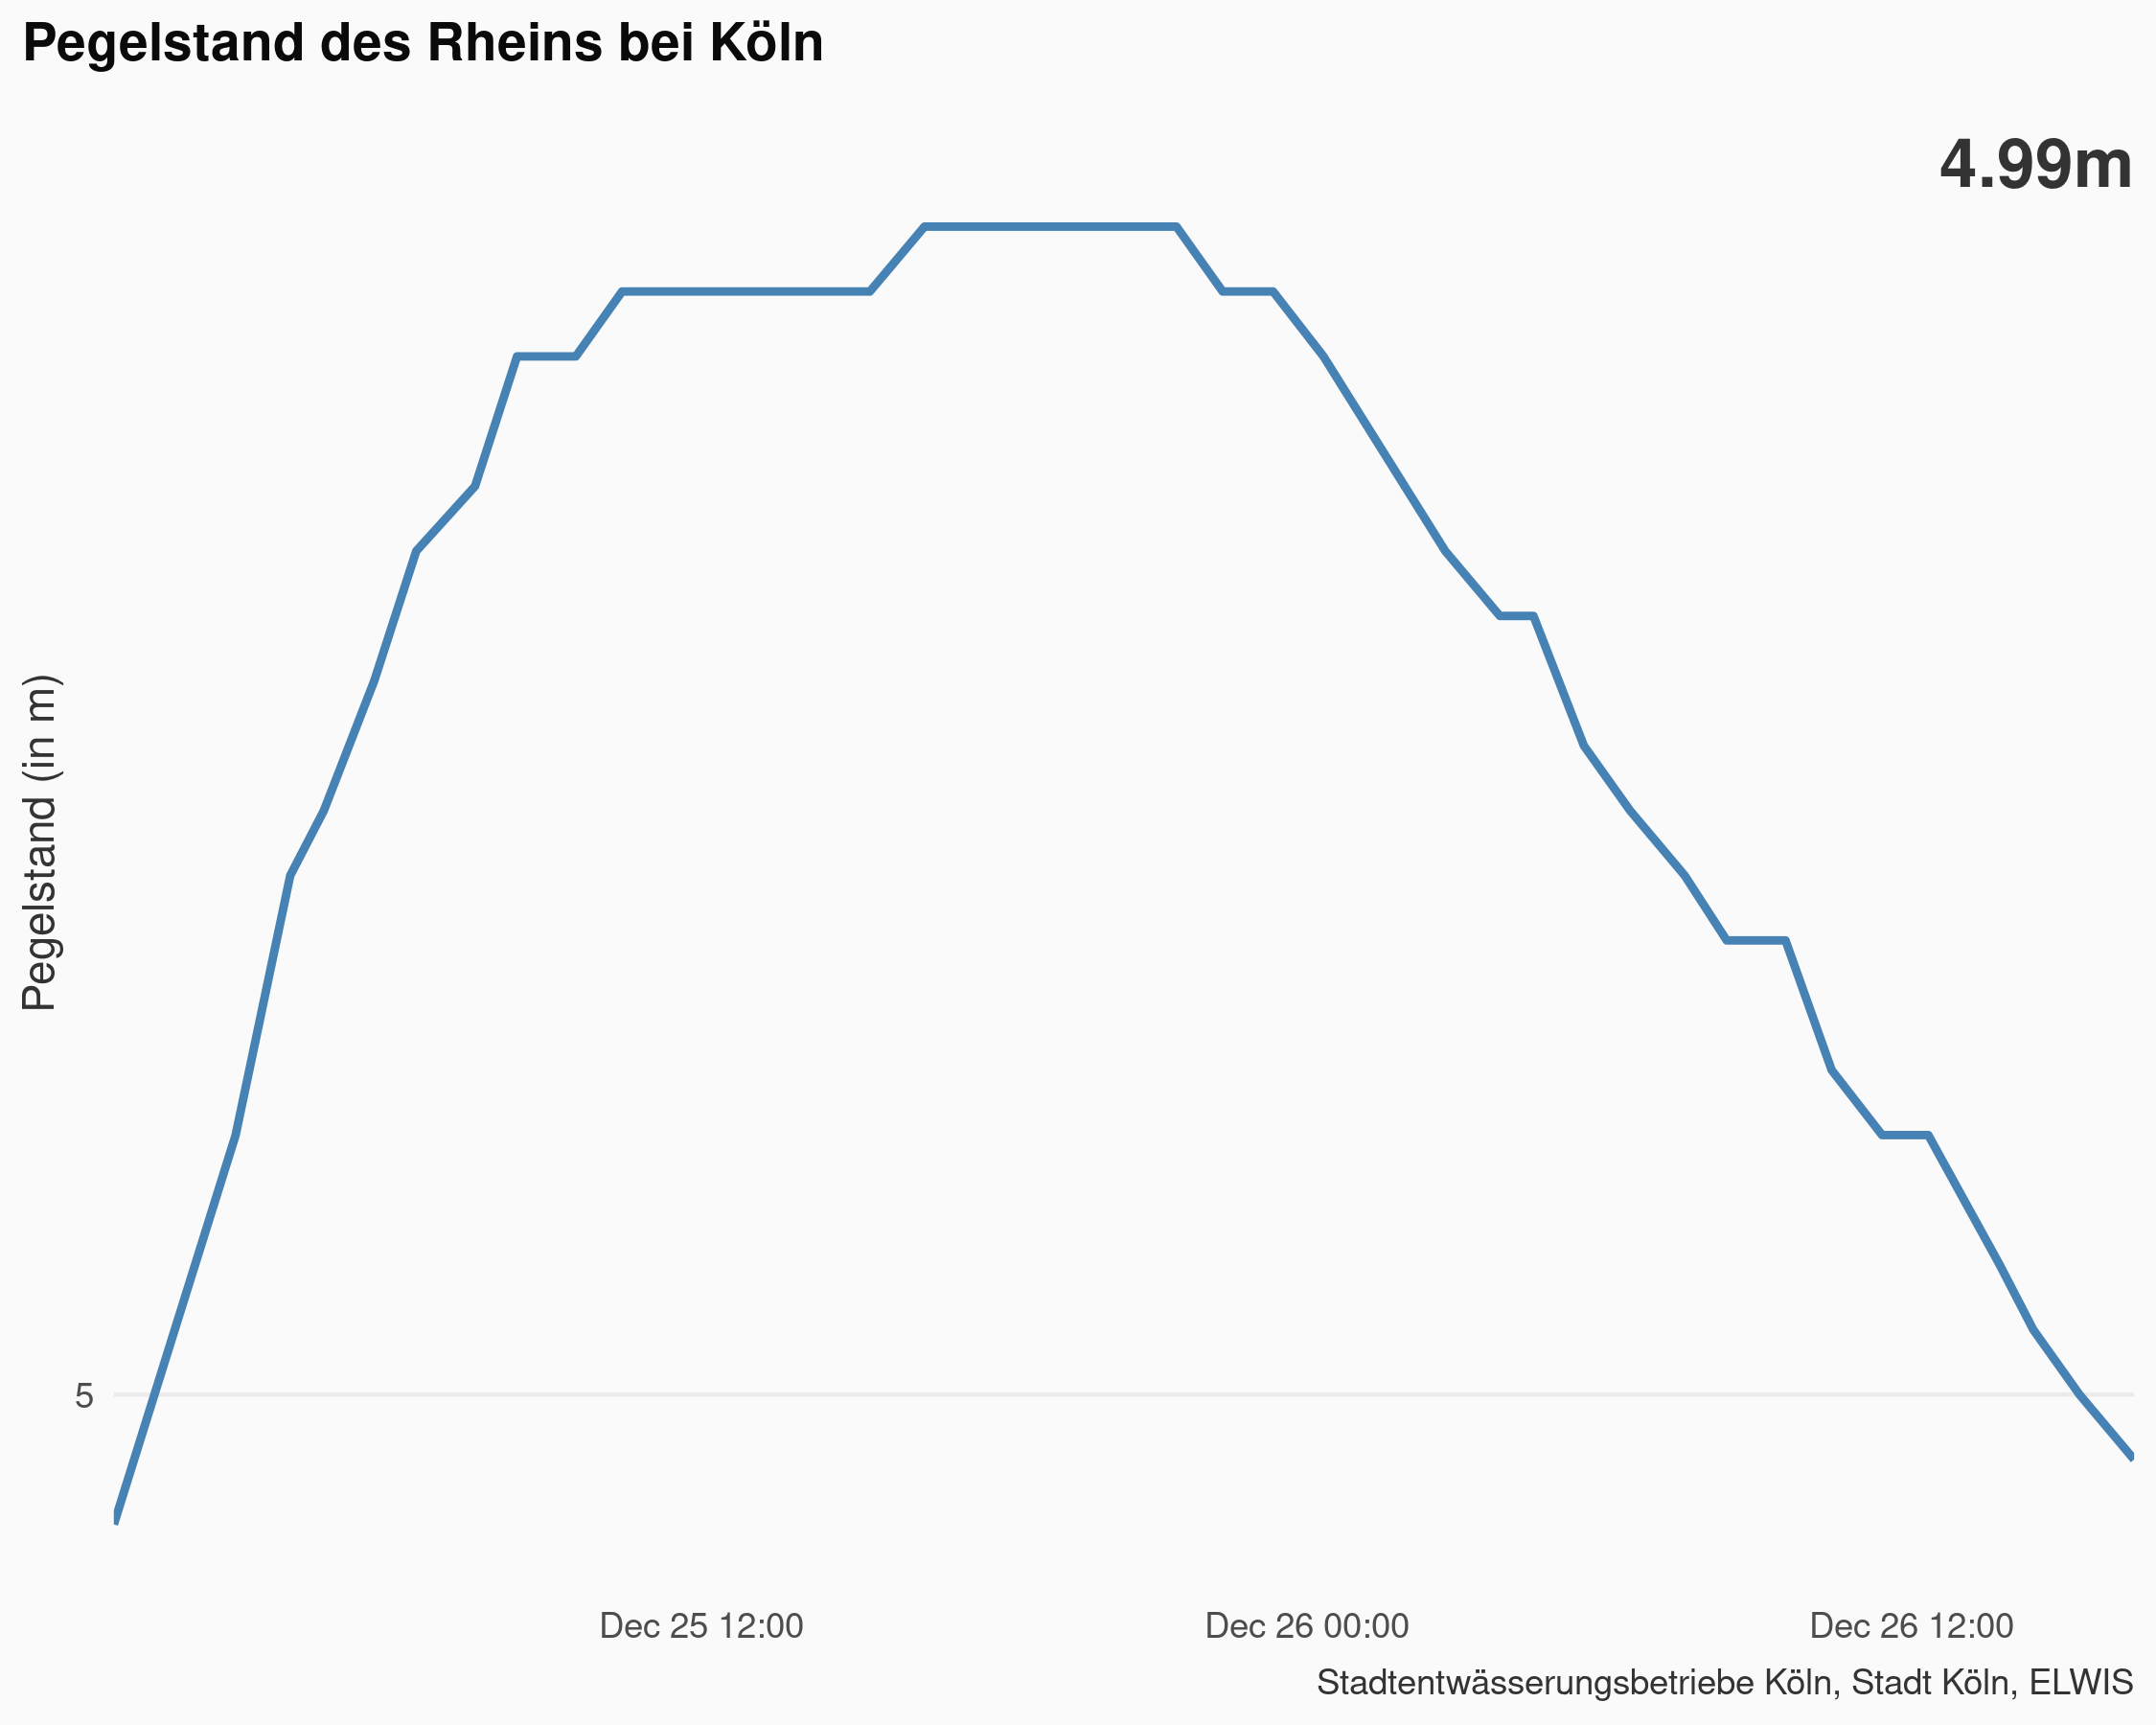 Pegelstand des Rheins bei Köln
4.99m
Pegelstand (in m)
5
Dec 25 12:00
Dec 26 00:00
Dec 26 12:00
Stadtentwässerungsbetriebe Köln, Stadt Köln, ELWIS